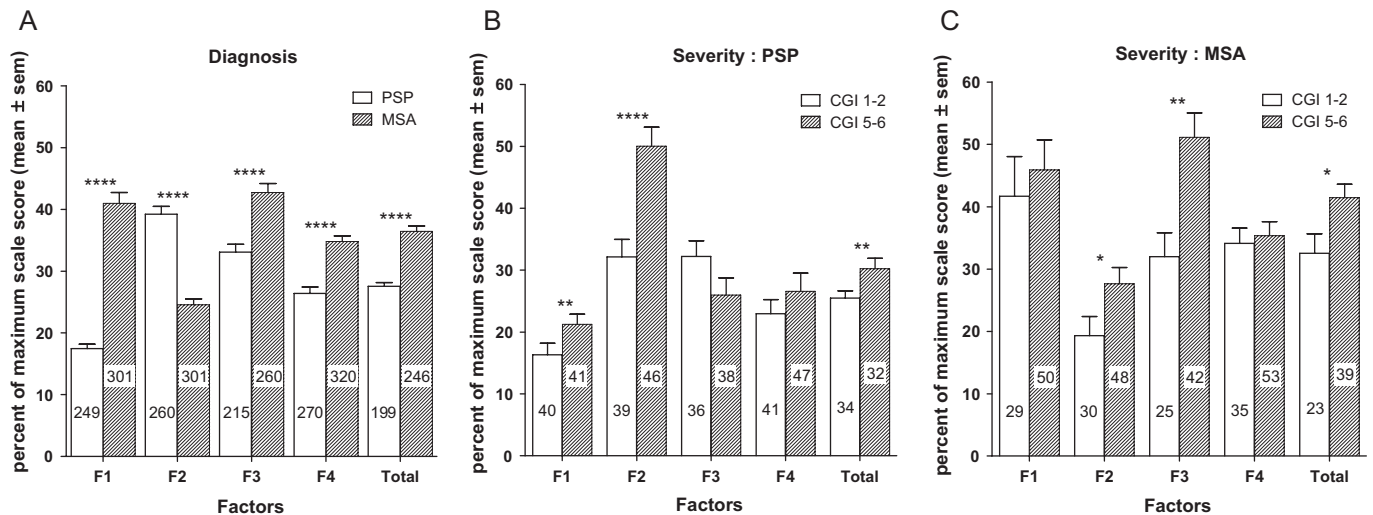 A
Diagnosis
percent of maximum scale score (mean ± sem)
60
50
40
30
20
10
0
PSP
MSA
****
****
****
****
****
249
301
260
301
215
260
270
320
199
246
F1
F2
F3
F4
Total
Factors
B
Severity : PSP
percent of maximum scale score (mean ± sem)
60
50
40
30
20
10
0
CGI 1-2
CGI 5-6
**
****
**
40
41
39
46
36
38
41
47
34
32
F1
F2
F3
F4
Total
Factors
C
Severity : MSA
percent of maximum scale score (mean ± sem)
60
50
40
30
20
10
0
CGI 1-2
CGI 5-6
*
**
*
29
50
30
48
25
42
35
53
23
39
F1
F2
F3
F4
Total
Factors